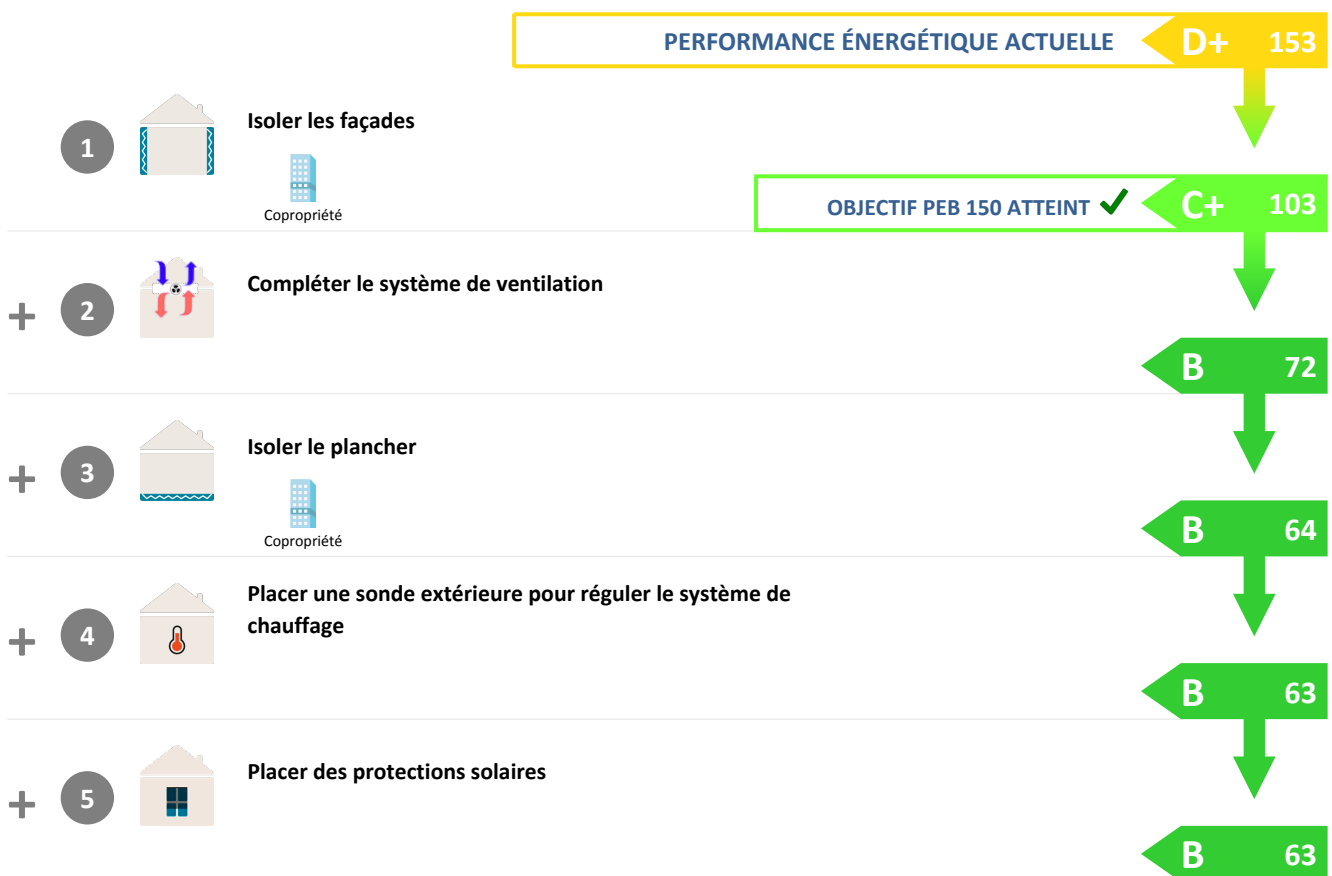 PERFORMANCE ÉNERGÉTIQUE ACTUELLE D+ 153
1 Isoler les façades
Copropriété
OBJECTIF PEB 150 ATTEINT C+ 103
+ 2 Compléter le système de ventilation
B 72
+ 3 Isoler le plancher
Copropriété
B 64
+ 4 Placer une sonde extérieure pour réguler le système de
chauffage
B 63
+ 5 Placer des protections solaires
B 63